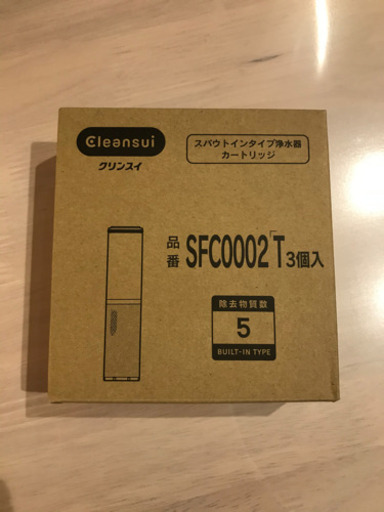 Cleansui
クリンスイ
スパウトインタイプ浄水器
カートリッジ
品番 SFC0002「T 3個入
除去物質数
5
BUILT-IN TYPE